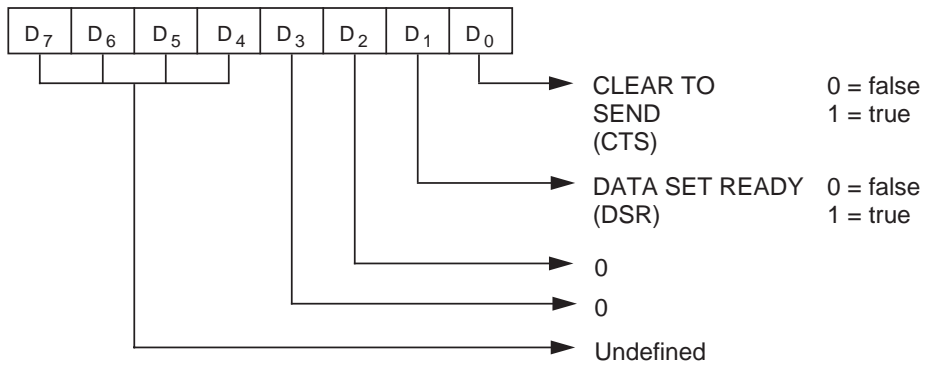 D7 D6 D5 D4 D3 D2 D1 D0
CLEAR TO 0 = false
SEND 1 = true
(CTS)
DATA SET READY 0 = false
(DSR) 1 = true
0
0
Undefined